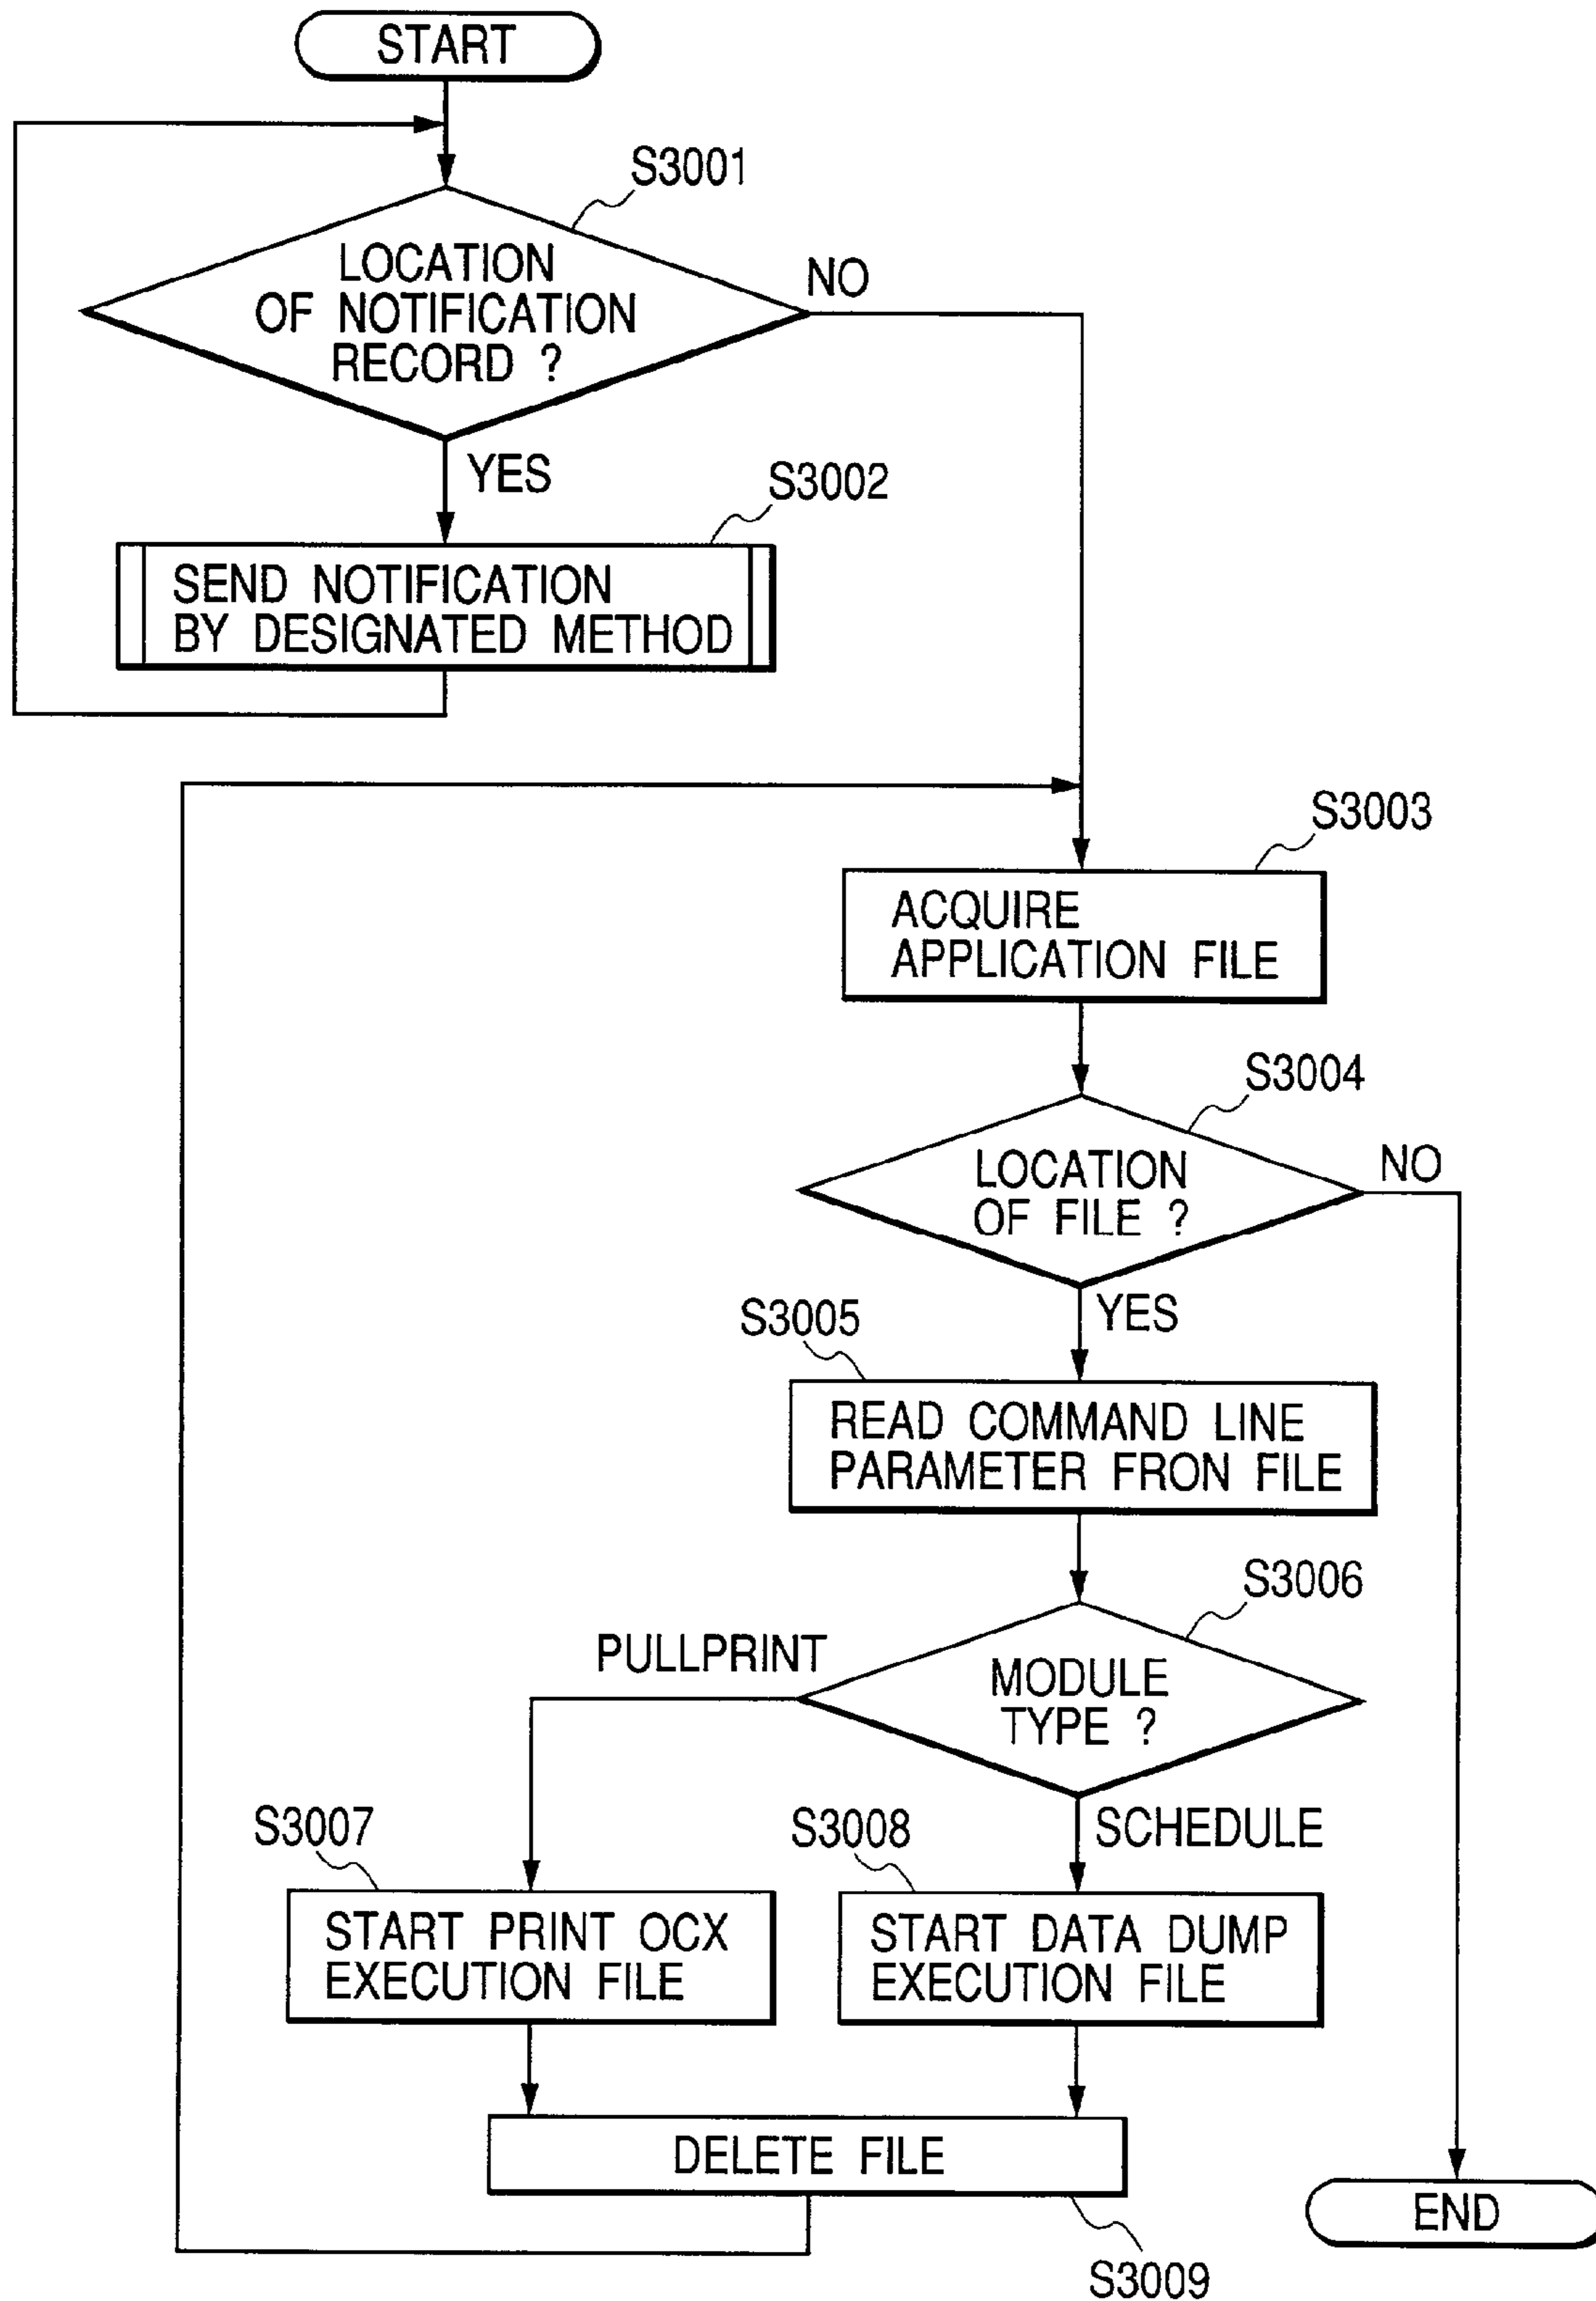 START
S3001
LOCATION
OF NOTIFICATION
RECORD ?
NO
YES
S3002
SEND NOTIFICATION
BY DESIGNATED METHOD
S3003
ACQUIRE
APPLICATION FILE
S3004
LOCATION
OF FILE ?
NO
YES
S3005
READ COMMAND LINE
PARAMETER FRON FILE
S3006
PULLPRINT
MODULE
TYPE ?
S3007
S3008
SCHEDULE
START PRINT OCX
EXECUTION FILE
START DATA DUMP
EXECUTION FILE
DELETE FILE
END
S3009